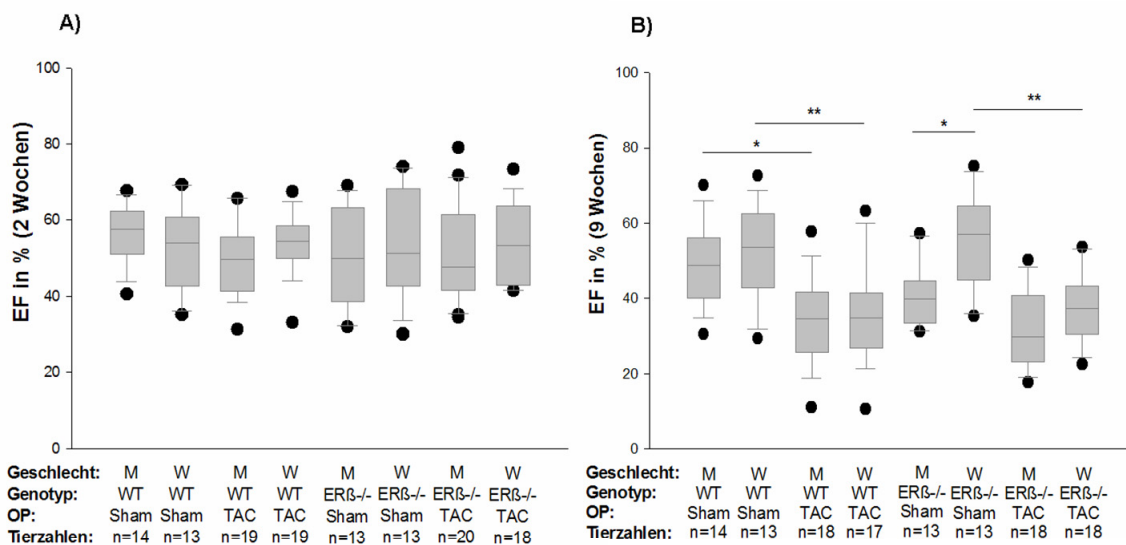 A)
EF in % (2 Wochen)
100
80
60
40
20
0
Geschlecht: M W M W M W M W
Genotyp: WT WT WT WT ERß-/- ERß-/- ERß-/- ERß-/-
OP: Sham Sham TAC TAC Sham Sham TAC TAC
Tierzahlen: n=14 n=13 n=19 n=19 n=13 n=13 n=20 n=18
B)
EF in % (9 Wochen)
100
80
60
40
20
0
*
**
*
**
Geschlecht: M W M W M W M W
Genotyp: WT WT WT WT ERß-/- ERß-/- ERß-/- ERß-/-
OP: Sham Sham TAC TAC Sham Sham TAC TAC
Tierzahlen: n=14 n=13 n=18 n=17 n=13 n=13 n=18 n=18